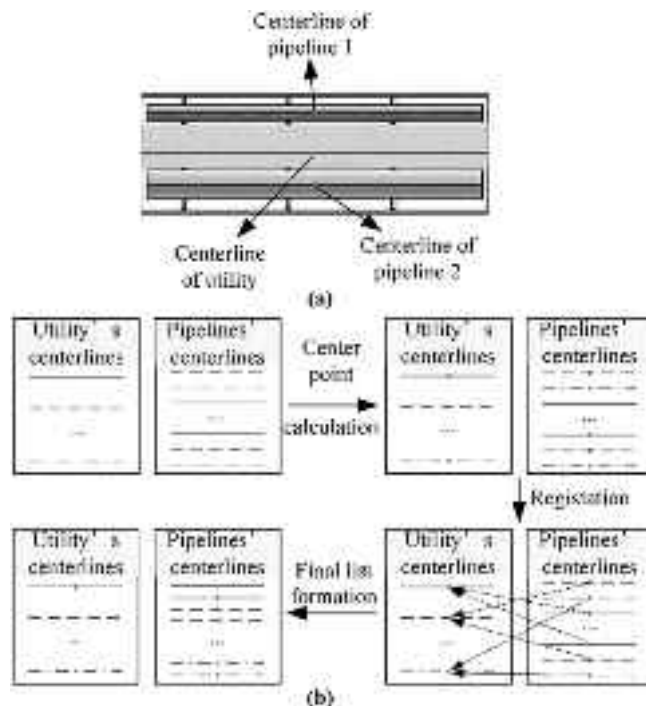 Centerline of
pipeline 1
Centerline
of utility
Centerline of
pipeline 2
(a)
Utility' s
centerlines
...
Pipelines'
centerlines
...
Center
point
calculation
Utility' s
centerlines
...
Pipelines'
centerlines
...
Registation
Utility' s
centerlines
...
Pipelines'
centerlines
...
Final list
formation
Utility' s
centerlines
...
Pipelines'
centerlines
...
(b)